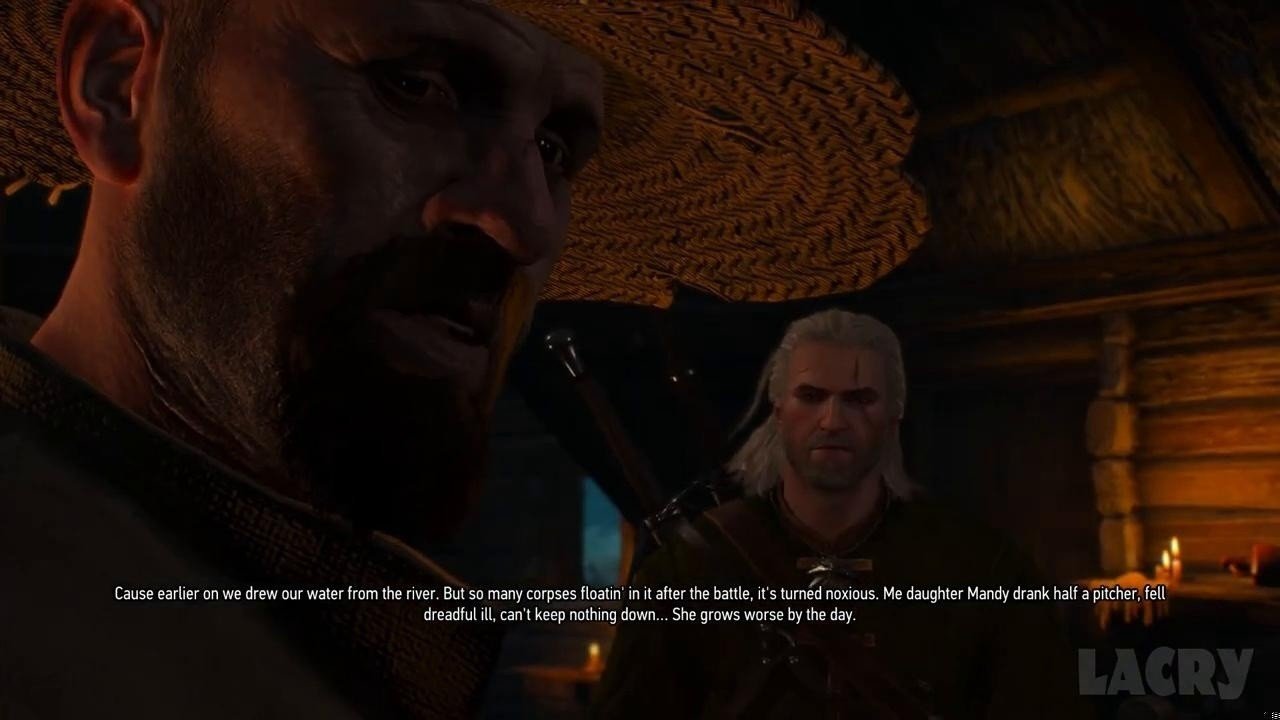 Cause earlier on we drew our water from the river. But so many corpses floatin' in it after the battle, it's turned noxious. Me daughter Mandy drank half a pitcher, fell
dreadful ill, can't keep nothing down... She grows worse by the day.
LACRY